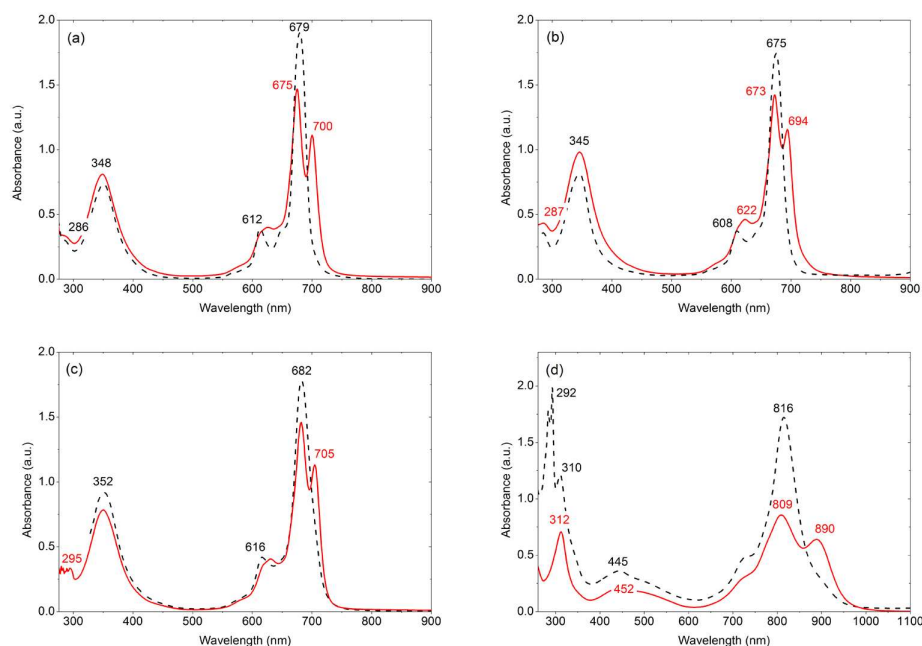 (a)
679
675
700
348
286
612
Absorbance (a.u.)
2.0
1.5
1.0
0.5
0.0
300 400 500 600 700 800 900
Wavelength (nm)
(b)
675
673
694
345
287
608
622
Absorbance (a.u.)
2.0
1.5
1.0
0.5
0.0
300 400 500 600 700 800 900
Wavelength (nm)
(c)
682
705
352
295
616
Absorbance (a.u.)
2.0
1.5
1.0
0.5
0.0
300 400 500 600 700 800 900
Wavelength (nm)
(d)
292
816
310
312
809
890
445
452
Absorbance (a.u.)
2.0
1.5
1.0
0.5
0.0
300 400 500 600 700 800 900 1000 1100
Wavelength (nm)